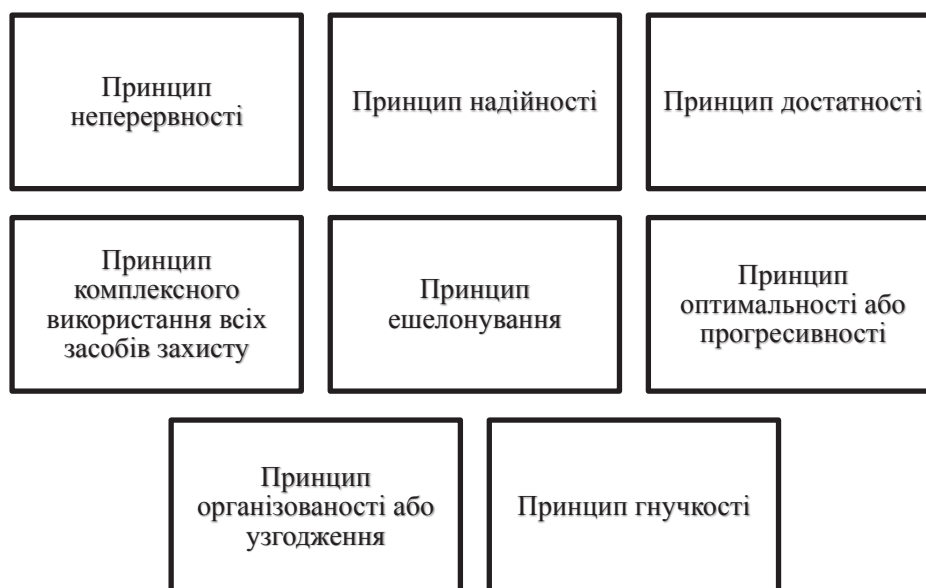 Принцип
неперервності
Принцип надійності
Принцип достатності
Принцип
комплексного
використання всіх
засобів захисту
Принцип
ешелонування
Принцип
оптимальності або
прогресивності
Принцип
організованості або
узгодження
Принцип гнучкості